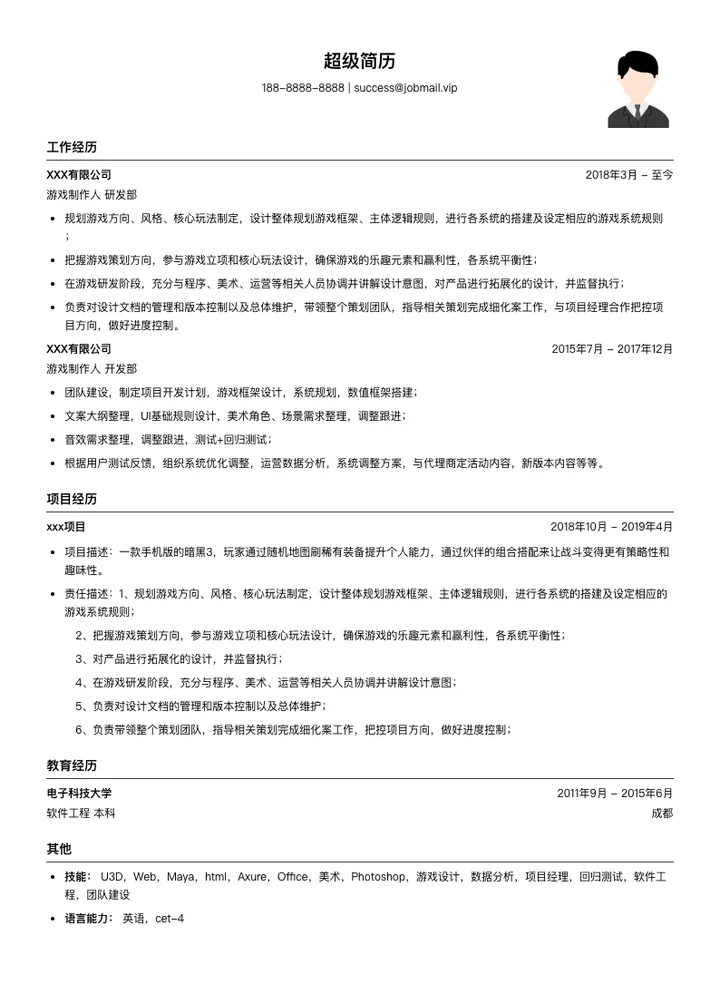 超级简历
188-8888-8888 | success@jobmail.vip
工作经历
XXX有限公司 2018年3月 – 至今
游戏制作人 研发部
• 规划游戏方向、风格、核心玩法制定，设计整体规划游戏框架、主体逻辑规则，进行各系统的搭建及设定相应的游戏系统规则
；
• 把握游戏策划方向，参与游戏立项和核心玩法设计，确保游戏的乐趣元素和赢利性，各系统平衡性；
• 在游戏研发阶段，充分与程序、美术、运营等相关人员协调并讲解设计意图，对产品进行拓展化的设计，并监督执行；
• 负责对设计文档的管理和版本控制以及总体维护，带领整个策划团队，指导相关策划完成细化案工作，与项目经理合作把控项
目方向，做好进度控制。
XXX有限公司 2015年7月 – 2017年12月
游戏制作人 开发部
• 团队建设，制定项目开发计划，游戏框架设计，系统规划，数值框架搭建；
• 文案大纲整理，UI基础规则设计，美术角色、场景需求整理，调整跟进；
• 音效需求整理，调整跟进，测试+回归测试；
• 根据用户测试反馈，组织系统优化调整，运营数据分析，系统调整方案，与代理商定活动内容，新版本内容等等。
项目经历
xxx项目 2018年10月 – 2019年4月
• 项目描述：一款手机版的暗黑3，玩家通过随机地图刷稀有装备提升个人能力，通过伙伴的组合搭配来让战斗变得更有策略性和
趣味性。
• 责任描述：1、规划游戏方向、风格、核心玩法制定，设计整体规划游戏框架、主体逻辑规则，进行各系统的搭建及设定相应的
游戏系统规则；
2、把握游戏策划方向，参与游戏立项和核心玩法设计，确保游戏的乐趣元素和赢利性，各系统平衡性；
3、对产品进行拓展化的设计，并监督执行；
4、在游戏研发阶段，充分与程序、美术、运营等相关人员协调并讲解设计意图；
5、负责对设计文档的管理和版本控制以及总体维护；
6、负责带领整个策划团队，指导相关策划完成细化案工作，把控项目方向，做好进度控制；
教育经历
电子科技大学 2011年9月 – 2015年6月
软件工程 本科 成都
其他
• 技能： U3D，Web，Maya，html，Axure，Office，美术，Photoshop，游戏设计，数据分析，项目经理，回归测试，软件工
程，团队建设
• 语言能力： 英语，cet-4